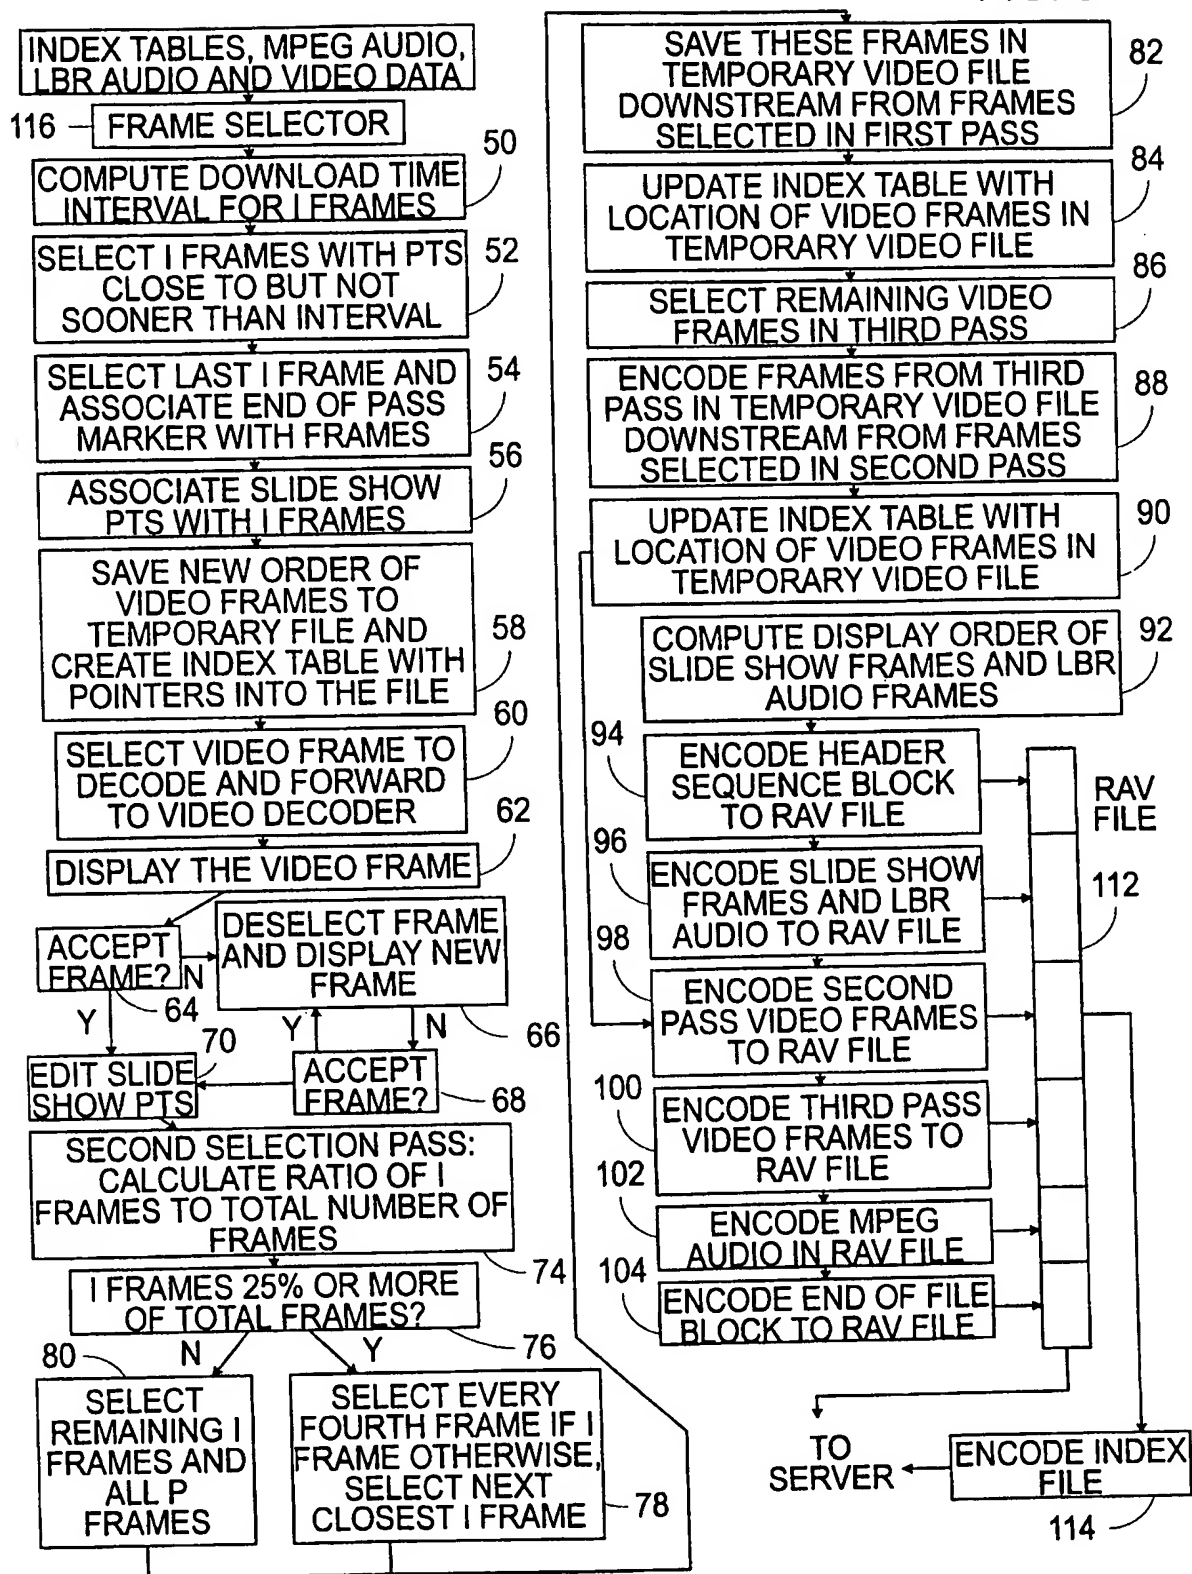 INDEX TABLES, MPEG AUDIO,
LBR AUDIO AND VIDEO DATA
116
FRAME SELECTOR
50
COMPUTE DOWNLOAD TIME
INTERVAL FOR I FRAMES
52
SELECT I FRAMES WITH PTS
CLOSE TO BUT NOT
SOONER THAN INTERVAL
54
SELECT LAST I FRAME AND
ASSOCIATE END OF PASS
MARKER WITH FRAMES
56
ASSOCIATE SLIDE SHOW
PTS WITH I FRAMES
SAVE NEW ORDER OF
VIDEO FRAMES TO
TEMPORARY FILE AND
CREATE INDEX TABLE WITH
POINTERS INTO THE FILE
58
60
SELECT VIDEO FRAME TO
DECODE AND FORWARD
TO VIDEO DECODER
62
DISPLAY THE VIDEO FRAME
ACCEPT
FRAME?
N
64
Y
DESELECT FRAME
AND DISPLAY NEW
FRAME
66
Y
N
70
EDIT SLIDE
SHOW PTS
ACCEPT
FRAME?
68
SECOND SELECTION PASS:
CALCULATE RATIO OF I
FRAMES TO TOTAL NUMBER OF
FRAMES
74
I FRAMES 25% OR MORE
OF TOTAL FRAMES?
76
N
Y
80
SELECT
REMAINING I
FRAMES AND
ALL P
FRAMES
SELECT EVERY
FOURTH FRAME IF I
FRAME OTHERWISE,
SELECT NEXT
CLOSEST I FRAME
78
SAVE THESE FRAMES IN
TEMPORARY VIDEO FILE
DOWNSTREAM FROM FRAMES
SELECTED IN FIRST PASS
82
UPDATE INDEX TABLE WITH
LOCATION OF VIDEO FRAMES IN
TEMPORARY VIDEO FILE
84
SELECT REMAINING VIDEO
FRAMES IN THIRD PASS
86
ENCODE FRAMES FROM THIRD
PASS IN TEMPORARY VIDEO FILE
DOWNSTREAM FROM FRAMES
SELECTED IN SECOND PASS
88
UPDATE INDEX TABLE WITH
LOCATION OF VIDEO FRAMES IN
TEMPORARY VIDEO FILE
90
COMPUTE DISPLAY ORDER OF
SLIDE SHOW FRAMES AND LBR
AUDIO FRAMES
92
94
ENCODE HEADER
SEQUENCE BLOCK
TO RAV FILE
RAV
FILE
96
ENCODE SLIDE SHOW
FRAMES AND LBR
AUDIO TO RAV FILE
112
98
ENCODE SECOND
PASS VIDEO FRAMES
TO RAV FILE
100
ENCODE THIRD PASS
VIDEO FRAMES TO
RAV FILE
102
ENCODE MPEG
AUDIO IN RAV FILE
104
ENCODE END OF FILE
BLOCK TO RAV FILE
TO
SERVER
ENCODE INDEX
FILE
114